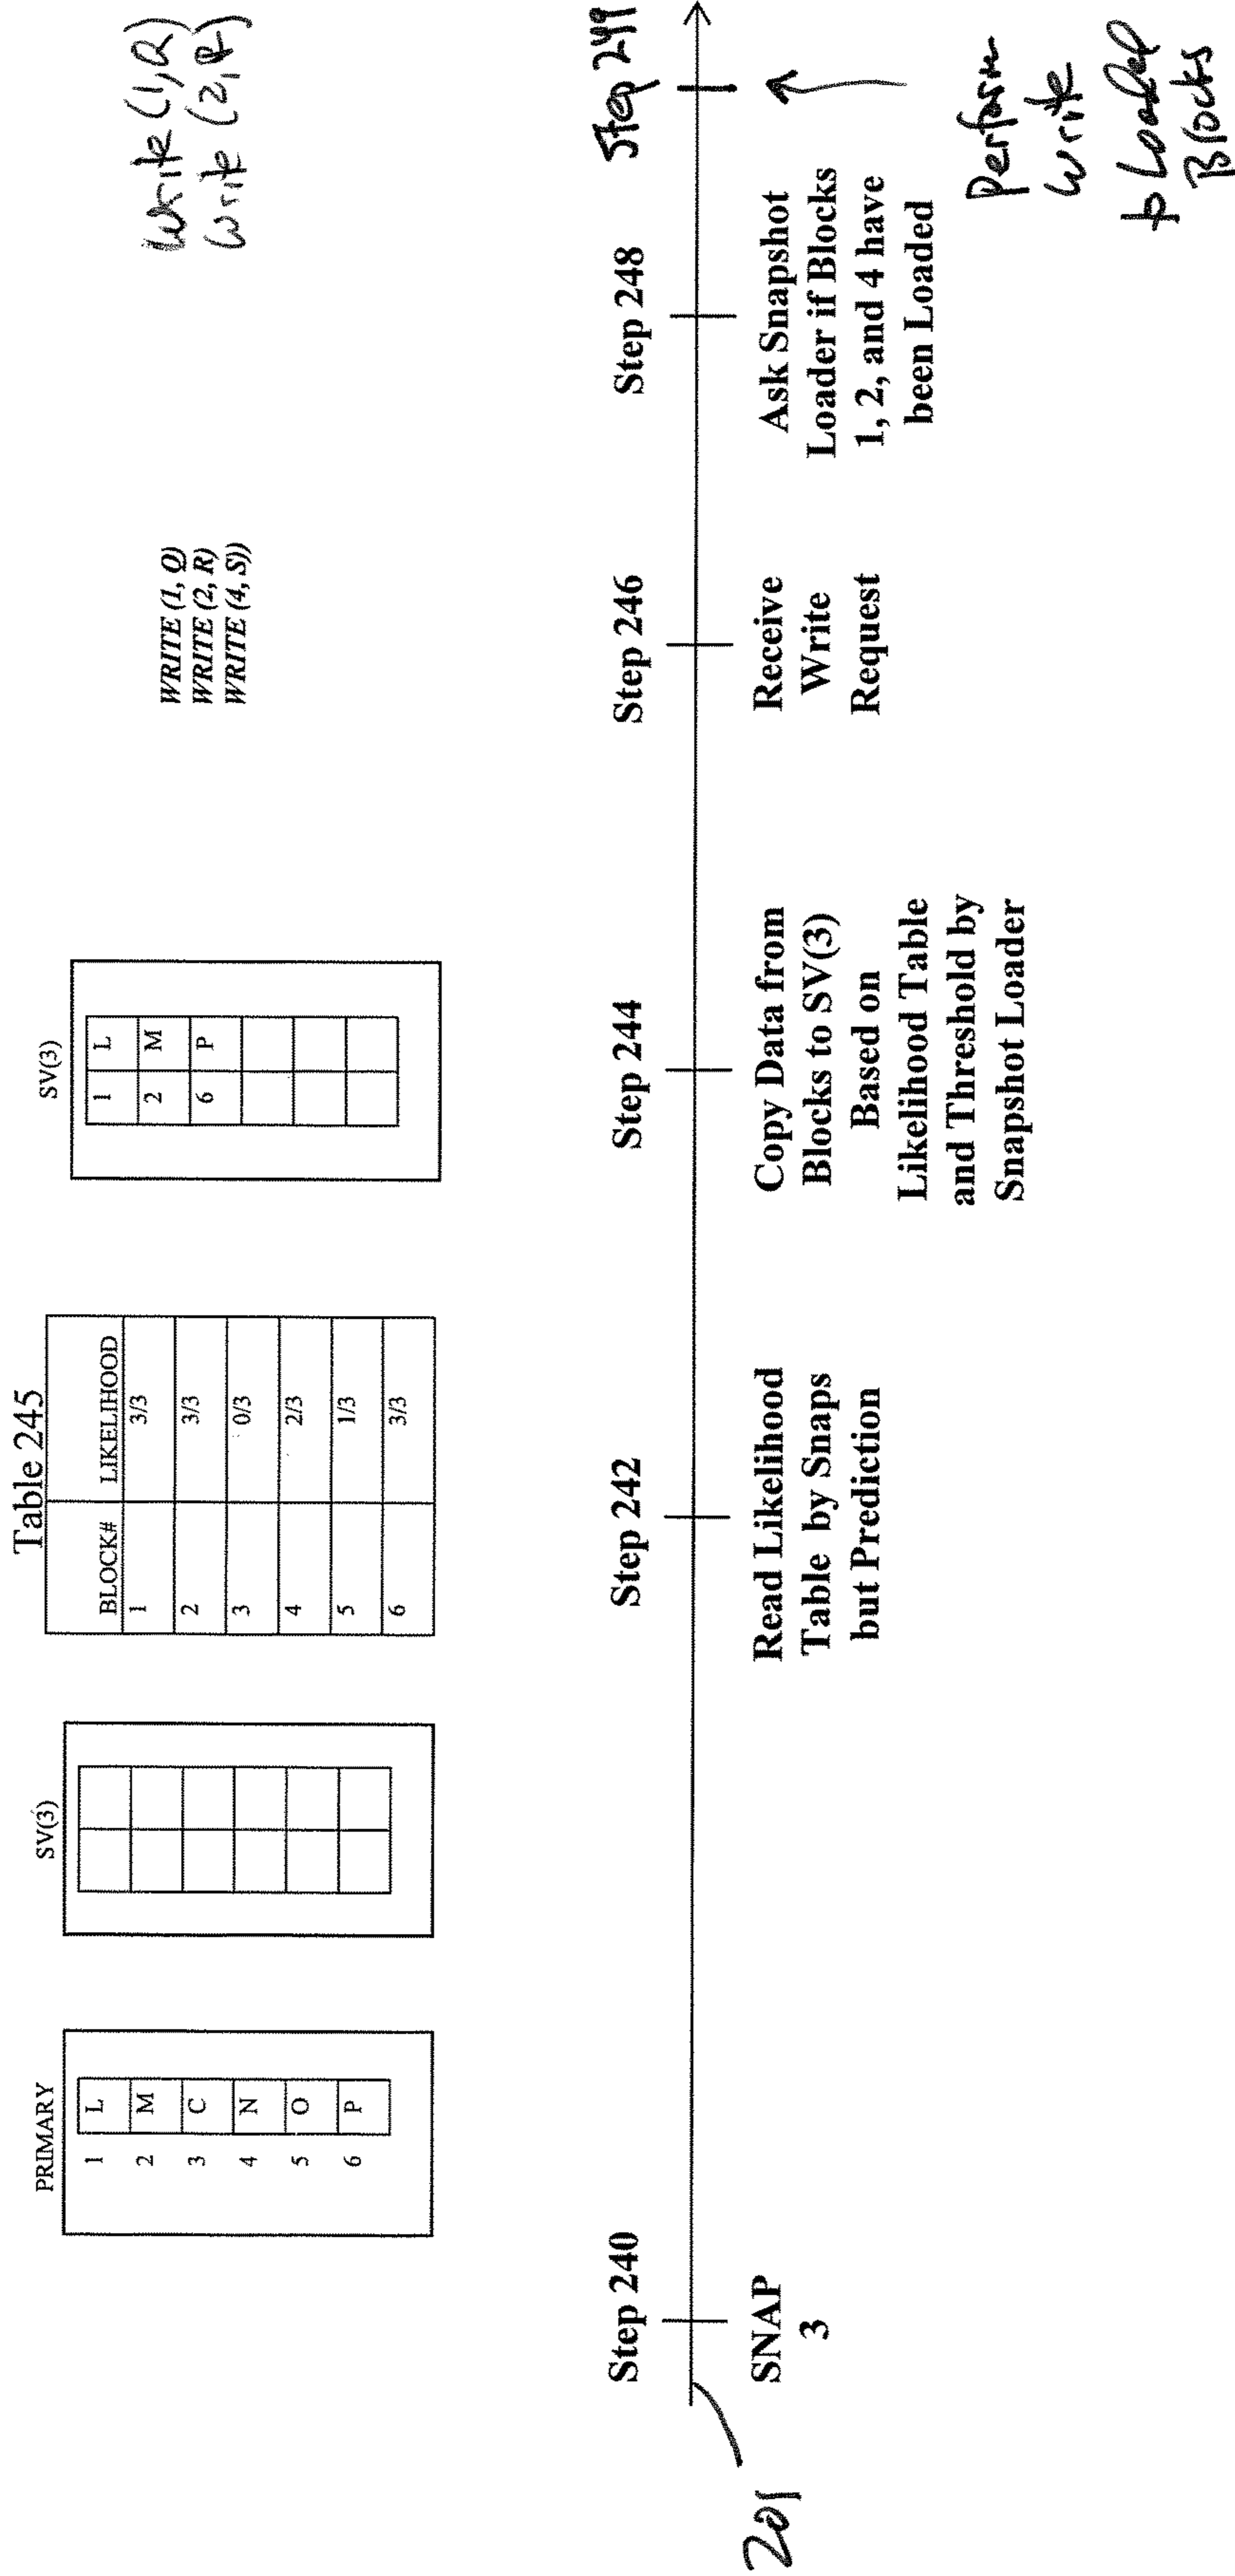 PRIMARY
1 L
2 M
3 C
4 N
5 O
6 P
SV(3)
Table 245
BLOCK# LIKELIHOOD
1 3/3
2 3/3
3 0/3
4 2/3
5 1/3
6 3/3
SV(3)
1 L
2 M
6 P
WRITE (1, Q)
WRITE (2, R)
WRITE (4, S))
Write (1,Q)
Write (2,R)
Step 240
SNAP
3
Step 242
Read Likelihood
Table by Snaps
but Prediction
Step 244
Copy Data from
Blocks to SV(3)
Based on
Likelihood Table
and Threshold by
Snapshot Loader
Step 246
Receive
Write
Request
Step 248
Ask Snapshot
Loader if Blocks
1, 2, and 4 have
been Loaded
Step 249
Perform
Write
to Loaded
Blocks
201